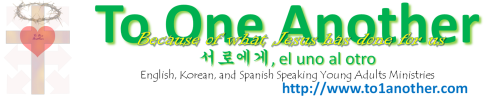 To One Another
Because of what Jesus has done for us
서로에게, el uno al otro
English, Korean, and Spanish Speaking Young Adults Ministries
http://www.to1another.com